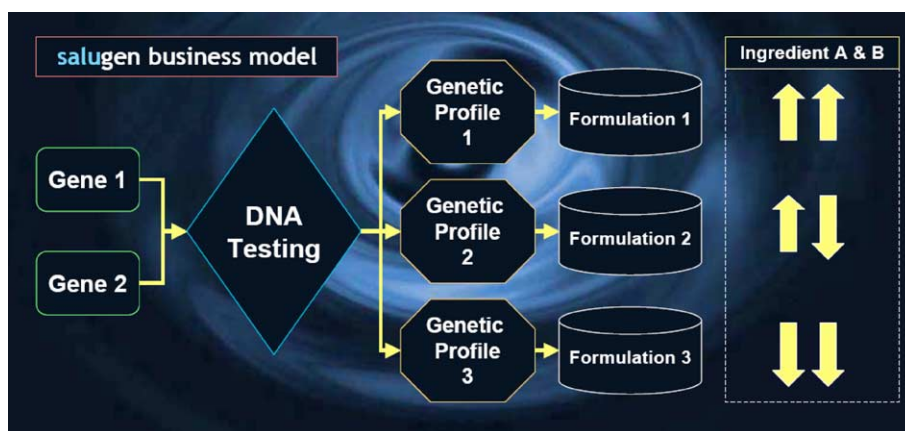 salugen business model
Ingredient A & B
Gene 1
Gene 2
DNA
Testing
Genetic
Profile
1
Formulation 1
Genetic
Profile
2
Formulation 2
Genetic
Profile
3
Formulation 3